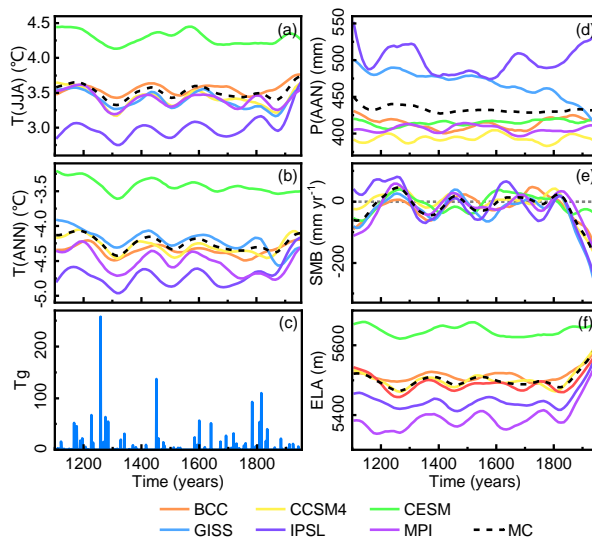 (a)
T(JJA) (℃)
4.5
4.0
3.5
3.0
(b)
T(ANN) (℃)
-3.5
-4.0
-4.5
-5.0
(c)
Tg
200
100
0
1200 1400 1600 1800
Time (years)
(d)
P(AAN) (mm)
550
500
450
400
(e)
SMB (mm yr⁻¹)
0
-200
(f)
ELA (m)
5600
5400
1200 1400 1600 1800
Time (years)
BCC CCSM4 CESM
GISS IPSL MPI MC